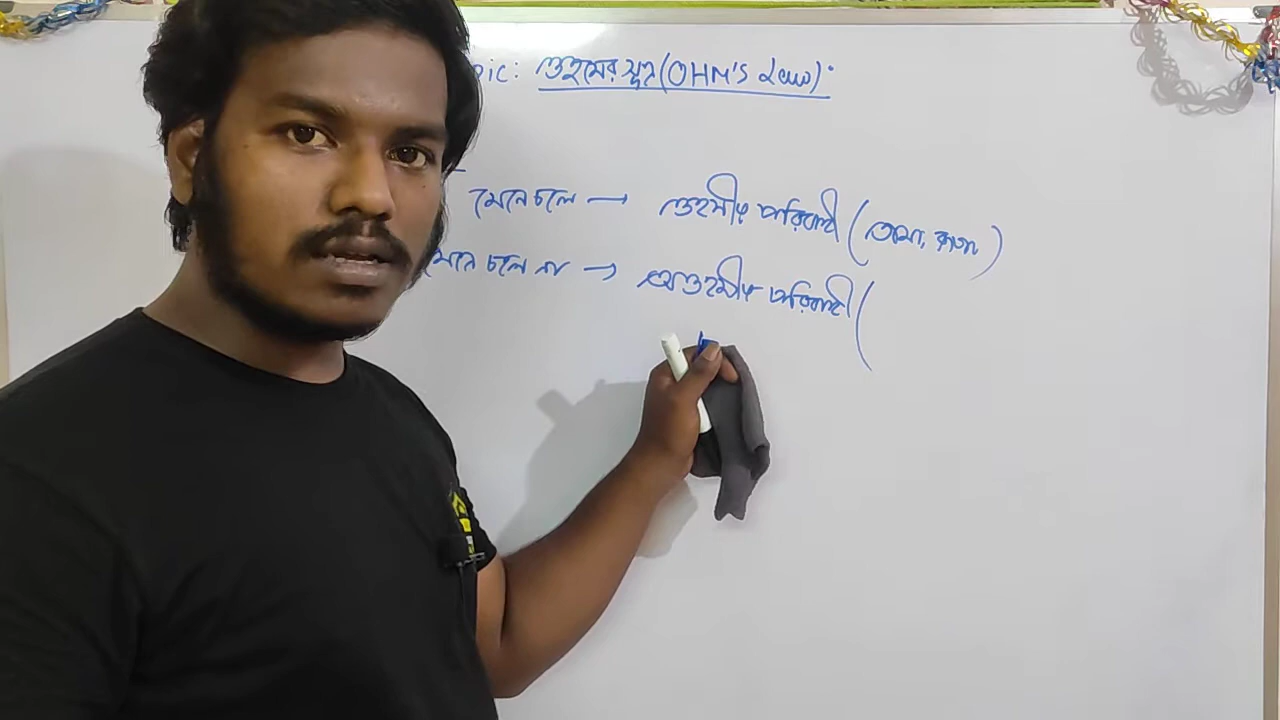 pic: ওহমের সূত্র (OHM'S Law):
মেনে চলে → ওহমীয় পরিবাহী (তামা, রূপা)
মেনে চলে না → অওহমীয় পরিবাহী (